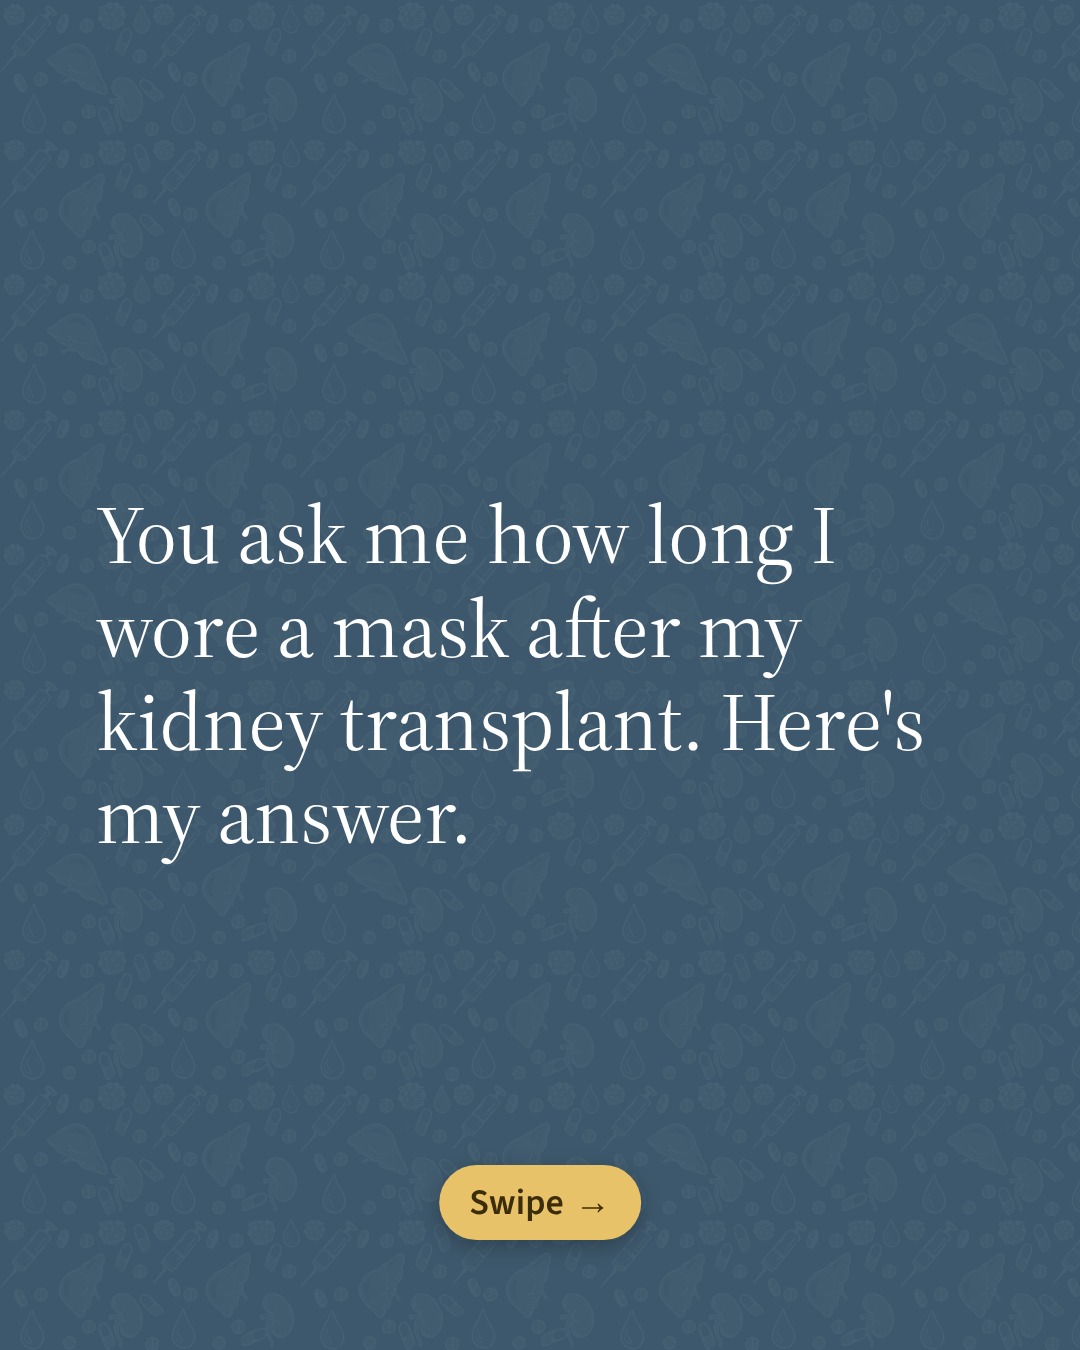 You ask me how long I
wore a mask after my
kidney transplant. Here's
my answer.
Swipe →